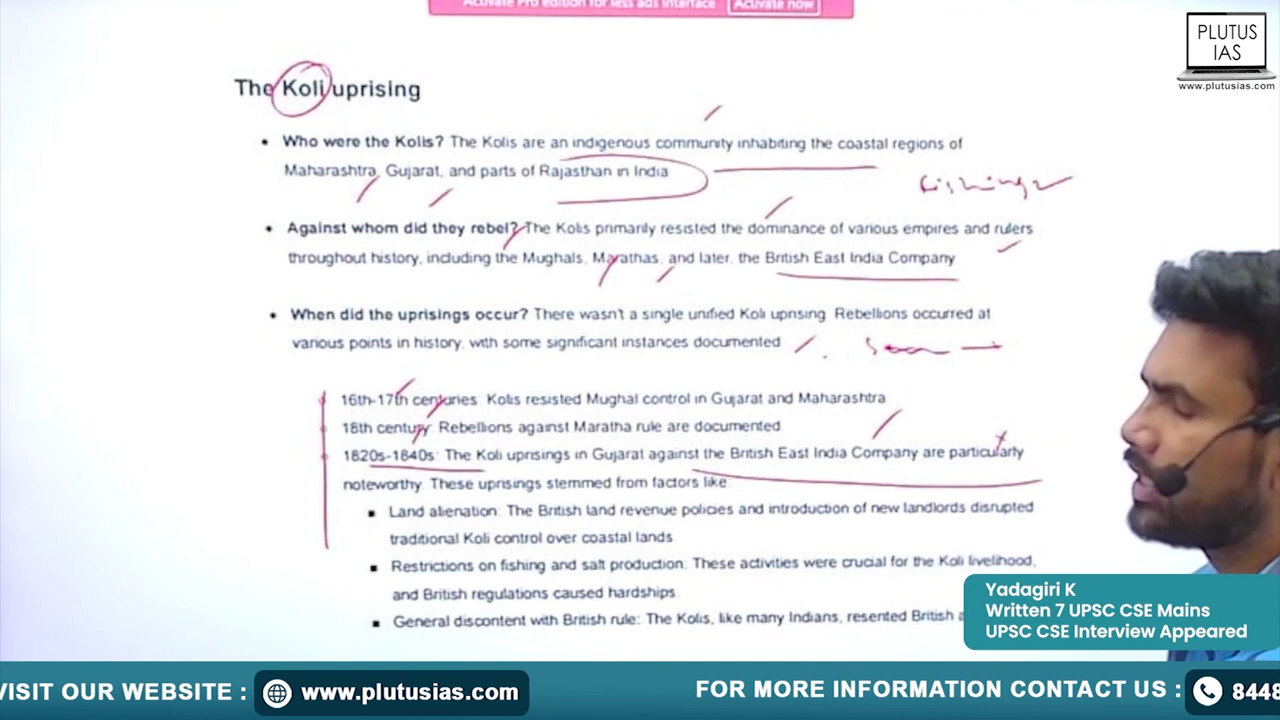 Activate Pro edition for less ads interface Activate now
PLUTUS
IAS
www.plutusias.com
The Koli uprising
• Who were the Kolis? The Kolis are an indigenous community inhabiting the coastal regions of
Maharashtra, Gujarat, and parts of Rajasthan in India
• Against whom did they rebel? The Kolis primarily resisted the dominance of various empires and rulers
throughout history, including the Mughals, Marathas, and later, the British East India Company
• When did the uprisings occur? There wasn't a single unified Koli uprising. Rebellions occurred at
various points in history, with some significant instances documented
16th-17th centuries: Kolis resisted Mughal control in Gujarat and Maharashtra
18th century: Rebellions against Maratha rule are documented.
1820s-1840s: The Koli uprisings in Gujarat against the British East India Company are particularly
noteworthy. These uprisings stemmed from factors like:
▪ Land alienation: The British land revenue policies and introduction of new landlords disrupted
traditional Koli control over coastal lands.
▪ Restrictions on fishing and salt production: These activities were crucial for the Koli livelihood,
and British regulations caused hardships.
▪ General discontent with British rule: The Kolis, like many Indians, resented British
Yadagiri K
Written 7 UPSC CSE Mains
UPSC CSE Interview Appeared
VISIT OUR WEBSITE : www.plutusias.com FOR MORE INFORMATION CONTACT US : 8448